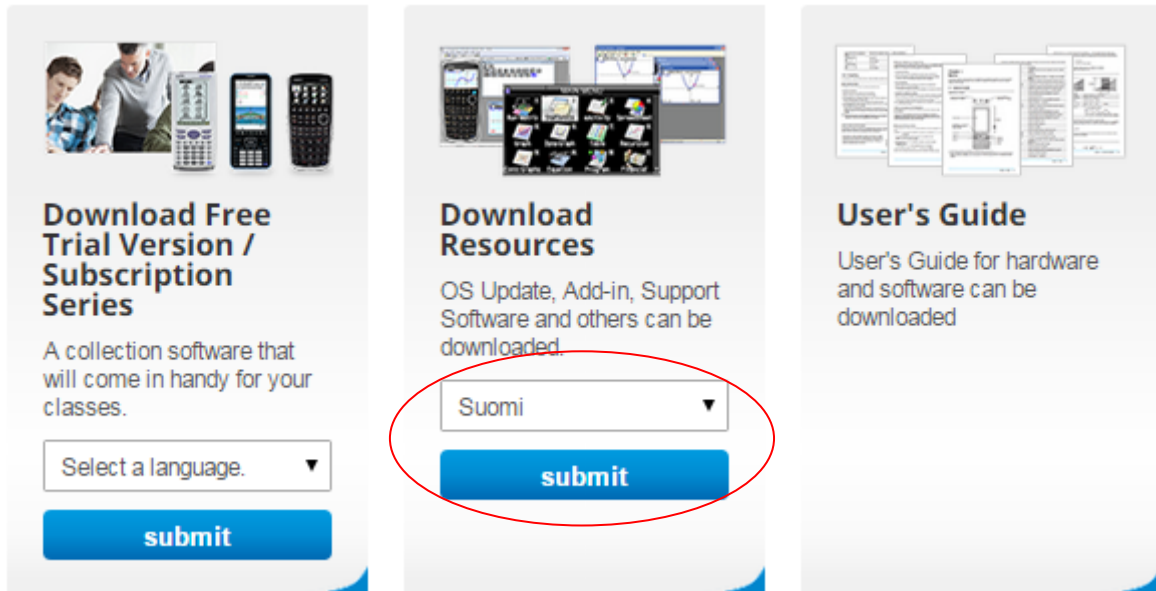 Download Free
Trial Version /
Subscription
Series
A collection software that
will come in handy for your
classes.
Select a language.
submit
MAIN MENU
Download
Resources
OS Update, Add-in, Support
Software and others can be
downloaded.
Suomi
submit
User's Guide
User's Guide for hardware
and software can be
downloaded